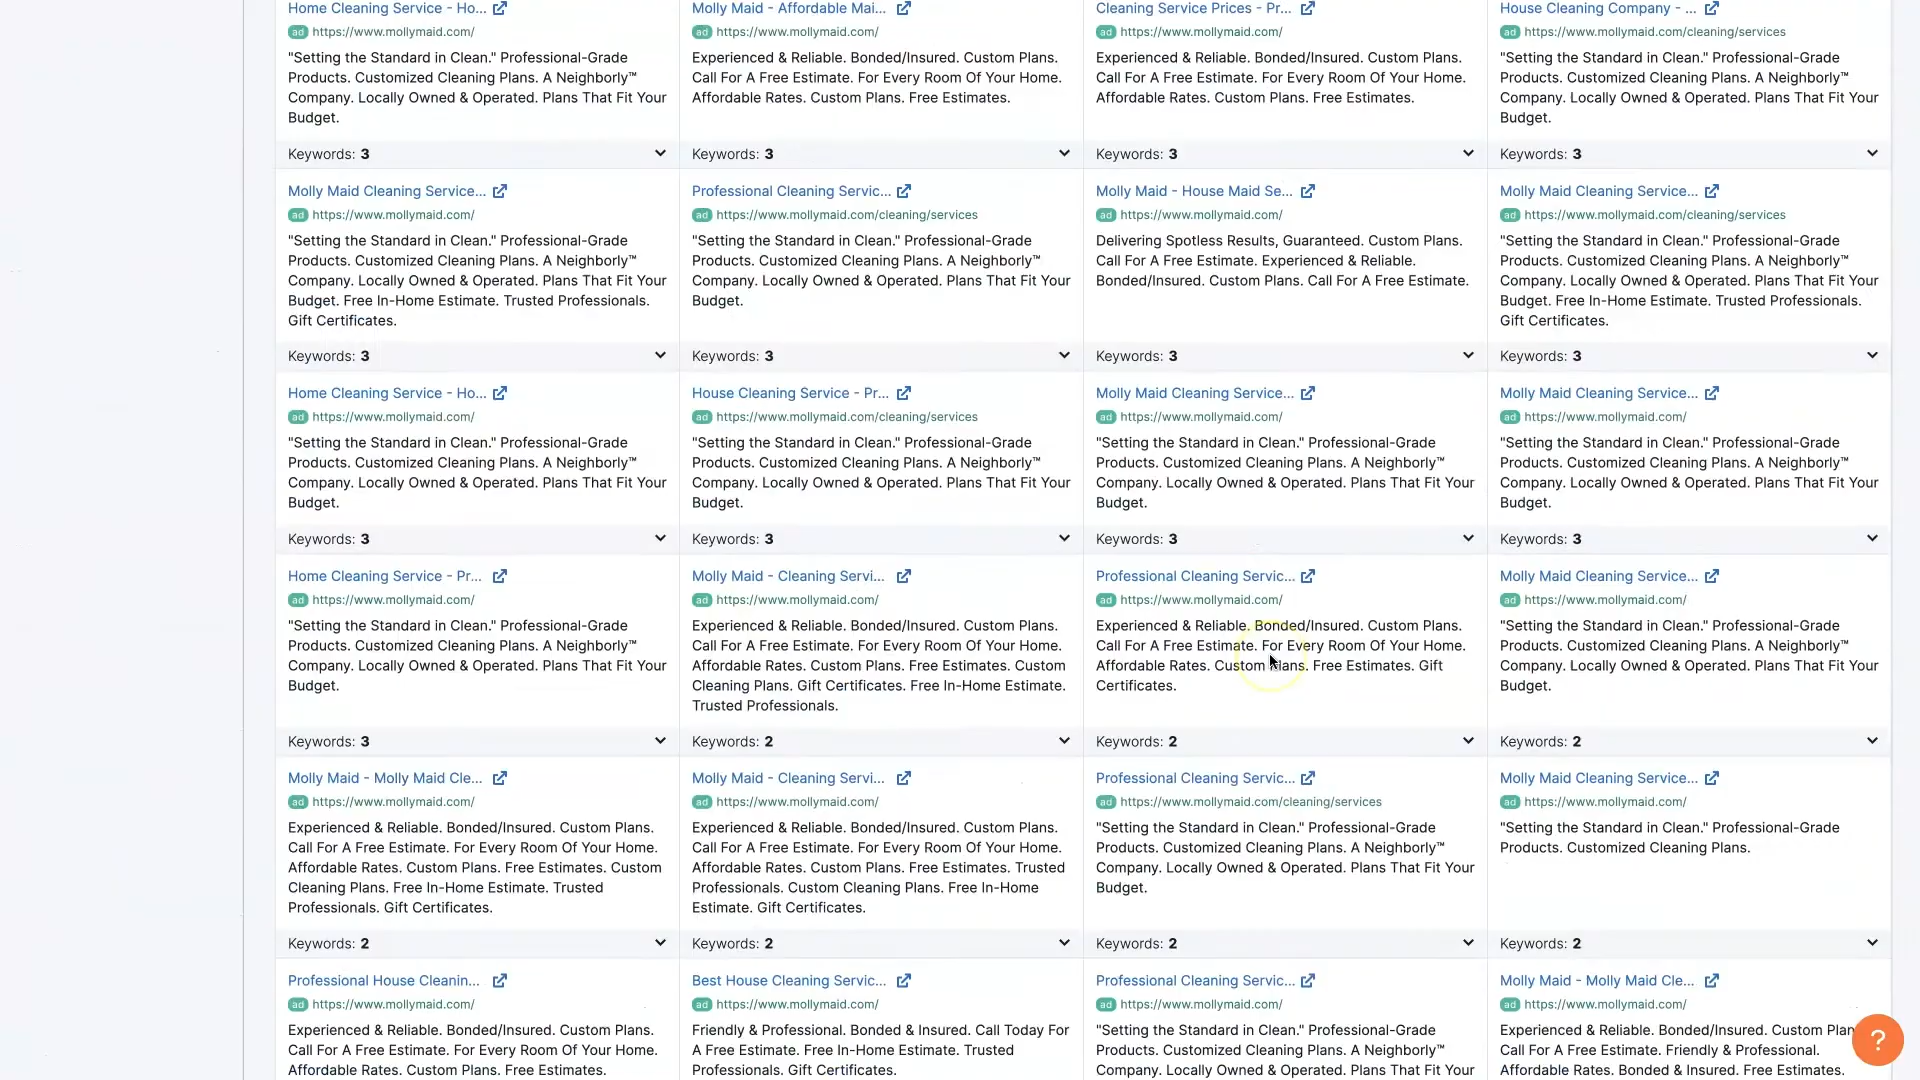 Home Cleaning Service - Ho...
ad https://www.mollymaid.com/
"Setting the Standard in Clean." Professional-Grade
Products. Customized Cleaning Plans. A Neighborly™
Company. Locally Owned & Operated. Plans That Fit Your
Budget.
Keywords: 3
Molly Maid - Affordable Mai...
ad https://www.mollymaid.com/
Experienced & Reliable. Bonded/Insured. Custom Plans.
Call For A Free Estimate. For Every Room Of Your Home.
Affordable Rates. Custom Plans. Free Estimates.
Keywords: 3
Cleaning Service Prices - Pr...
ad https://www.mollymaid.com/
Experienced & Reliable. Bonded/Insured. Custom Plans.
Call For A Free Estimate. For Every Room Of Your Home.
Affordable Rates. Custom Plans. Free Estimates.
Keywords: 3
House Cleaning Company - ...
ad https://www.mollymaid.com/cleaning/services
"Setting the Standard in Clean." Professional-Grade
Products. Customized Cleaning Plans. A Neighborly™
Company. Locally Owned & Operated. Plans That Fit Your
Budget.
Keywords: 3
Molly Maid Cleaning Service...
ad https://www.mollymaid.com/
"Setting the Standard in Clean." Professional-Grade
Products. Customized Cleaning Plans. A Neighborly™
Company. Locally Owned & Operated. Plans That Fit Your
Budget. Free In-Home Estimate. Trusted Professionals.
Gift Certificates.
Keywords: 3
Professional Cleaning Servic...
ad https://www.mollymaid.com/cleaning/services
"Setting the Standard in Clean." Professional-Grade
Products. Customized Cleaning Plans. A Neighborly™
Company. Locally Owned & Operated. Plans That Fit Your
Budget.
Keywords: 3
Molly Maid - House Maid Se...
ad https://www.mollymaid.com/
Delivering Spotless Results, Guaranteed. Custom Plans.
Call For A Free Estimate. Experienced & Reliable.
Bonded/Insured. Custom Plans. Call For A Free Estimate.
Keywords: 3
Molly Maid Cleaning Service...
ad https://www.mollymaid.com/cleaning/services
"Setting the Standard in Clean." Professional-Grade
Products. Customized Cleaning Plans. A Neighborly™
Company. Locally Owned & Operated. Plans That Fit Your
Budget. Free In-Home Estimate. Trusted Professionals.
Gift Certificates.
Keywords: 3
Home Cleaning Service - Ho...
ad https://www.mollymaid.com/
"Setting the Standard in Clean." Professional-Grade
Products. Customized Cleaning Plans. A Neighborly™
Company. Locally Owned & Operated. Plans That Fit Your
Budget.
Keywords: 3
House Cleaning Service - Pr...
ad https://www.mollymaid.com/cleaning/services
"Setting the Standard in Clean." Professional-Grade
Products. Customized Cleaning Plans. A Neighborly™
Company. Locally Owned & Operated. Plans That Fit Your
Budget.
Keywords: 3
Molly Maid Cleaning Service...
ad https://www.mollymaid.com/
"Setting the Standard in Clean." Professional-Grade
Products. Customized Cleaning Plans. A Neighborly™
Company. Locally Owned & Operated. Plans That Fit Your
Budget.
Keywords: 3
Molly Maid Cleaning Service...
ad https://www.mollymaid.com/
"Setting the Standard in Clean." Professional-Grade
Products. Customized Cleaning Plans. A Neighborly™
Company. Locally Owned & Operated. Plans That Fit Your
Budget.
Keywords: 3
Home Cleaning Service - Pr...
ad https://www.mollymaid.com/
"Setting the Standard in Clean." Professional-Grade
Products. Customized Cleaning Plans. A Neighborly™
Company. Locally Owned & Operated. Plans That Fit Your
Budget.
Keywords: 3
Molly Maid - Cleaning Servi...
ad https://www.mollymaid.com/
Experienced & Reliable. Bonded/Insured. Custom Plans.
Call For A Free Estimate. For Every Room Of Your Home.
Affordable Rates. Custom Plans. Free Estimates. Custom
Cleaning Plans. Gift Certificates. Free In-Home Estimate.
Trusted Professionals.
Keywords: 2
Professional Cleaning Servic...
ad https://www.mollymaid.com/
Experienced & Reliable. Bonded/Insured. Custom Plans.
Call For A Free Estimate. For Every Room Of Your Home.
Affordable Rates. Custom Plans. Free Estimates. Gift
Certificates.
Keywords: 2
Molly Maid Cleaning Service...
ad https://www.mollymaid.com/
"Setting the Standard in Clean." Professional-Grade
Products. Customized Cleaning Plans. A Neighborly™
Company. Locally Owned & Operated. Plans That Fit Your
Budget.
Keywords: 2
Molly Maid - Molly Maid Cle...
ad https://www.mollymaid.com/
Experienced & Reliable. Bonded/Insured. Custom Plans.
Call For A Free Estimate. For Every Room Of Your Home.
Affordable Rates. Custom Plans. Free Estimates. Custom
Cleaning Plans. Free In-Home Estimate. Trusted
Professionals. Gift Certificates.
Keywords: 2
Molly Maid - Cleaning Servi...
ad https://www.mollymaid.com/
Experienced & Reliable. Bonded/Insured. Custom Plans.
Call For A Free Estimate. For Every Room Of Your Home.
Affordable Rates. Custom Plans. Free Estimates. Trusted
Professionals. Custom Cleaning Plans. Free In-Home
Estimate. Gift Certificates.
Keywords: 2
Professional Cleaning Servic...
ad https://www.mollymaid.com/cleaning/services
"Setting the Standard in Clean." Professional-Grade
Products. Customized Cleaning Plans. A Neighborly™
Company. Locally Owned & Operated. Plans That Fit Your
Budget.
Keywords: 2
Molly Maid Cleaning Service...
ad https://www.mollymaid.com/
"Setting the Standard in Clean." Professional-Grade
Products. Customized Cleaning Plans.
Keywords: 2
Professional House Cleanin...
ad https://www.mollymaid.com/
Experienced & Reliable. Bonded/Insured. Custom Plans.
Call For A Free Estimate. For Every Room Of Your Home.
Affordable Rates. Custom Plans. Free Estimates.
Best House Cleaning Servic...
ad https://www.mollymaid.com/
Friendly & Professional. Bonded & Insured. Call Today For
A Free Estimate. Free In-Home Estimate. Trusted
Professionals. Gift Certificates.
Professional Cleaning Servic...
ad https://www.mollymaid.com/
"Setting the Standard in Clean." Professional-Grade
Products. Customized Cleaning Plans. A Neighborly™
Company. Locally Owned & Operated. Plans That Fit Your
Molly Maid - Molly Maid Cle...
ad https://www.mollymaid.com/
Experienced & Reliable. Bonded/Insured. Custom Plan
Call For A Free Estimate. Friendly & Professional.
Affordable Rates. Bonded & Insured. Free Estimates.
?